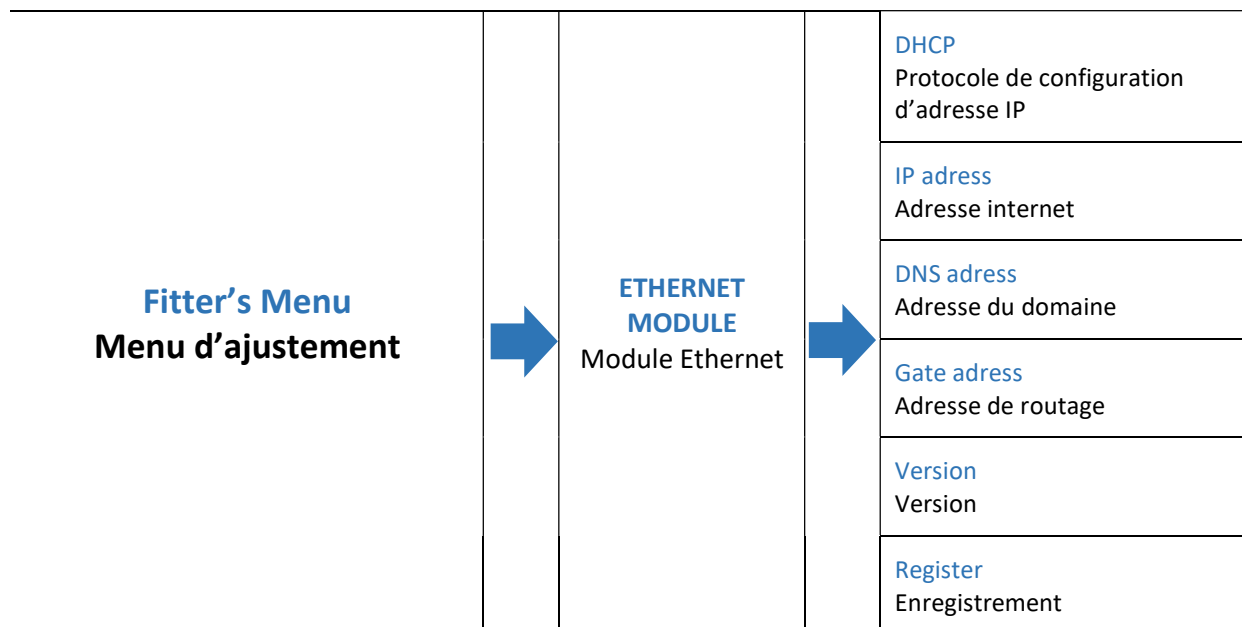 Fitter's Menu
Menu d'ajustement
ETHERNET
MODULE
Module Ethernet
DHCP
Protocole de configuration
d'adresse IP
IP adress
Adresse internet
DNS adress
Adresse du domaine
Gate adress
Adresse de routage
Version
Version
Register
Enregistrement